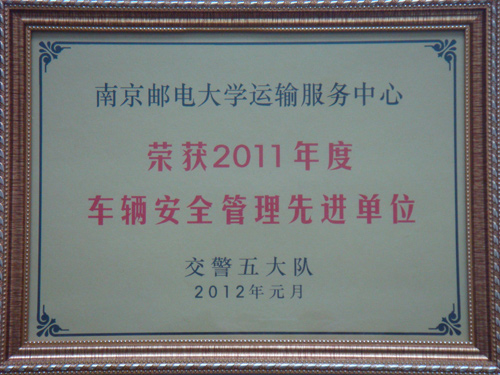 南京邮电大学运输服务中心
荣获2011年度
车辆安全管理先进单位
交警五大队
2012年元月